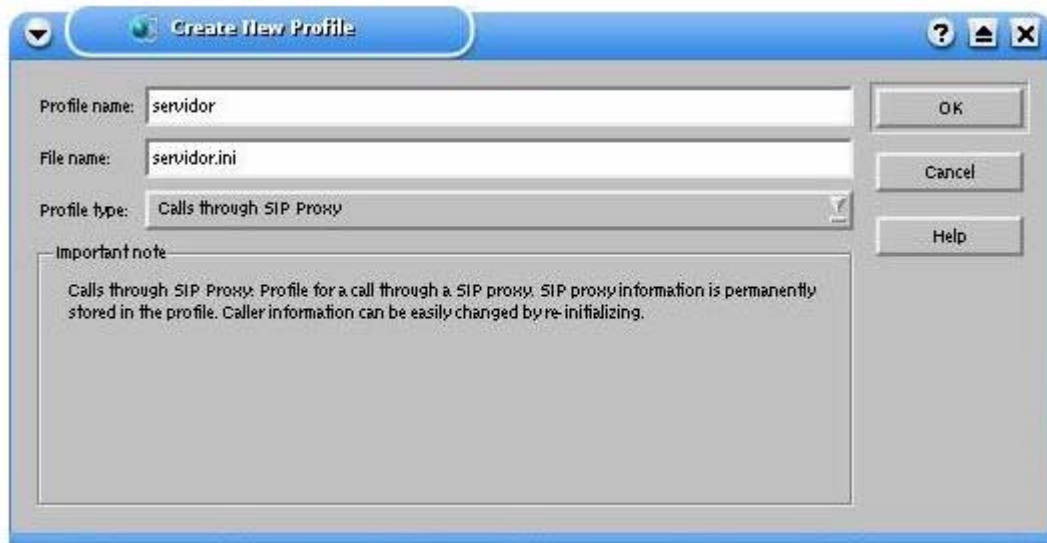 Create New Profile
Profile name: servidor
OK
File name: servidor.ini
Cancel
Profile type: Calls through SIP Proxy
Help
Important note
Calls through SIP Proxy: Profile for a call through a SIP proxy. SIP proxy information is permanently
stored in the profile. Caller information can be easily changed by re-initializing.